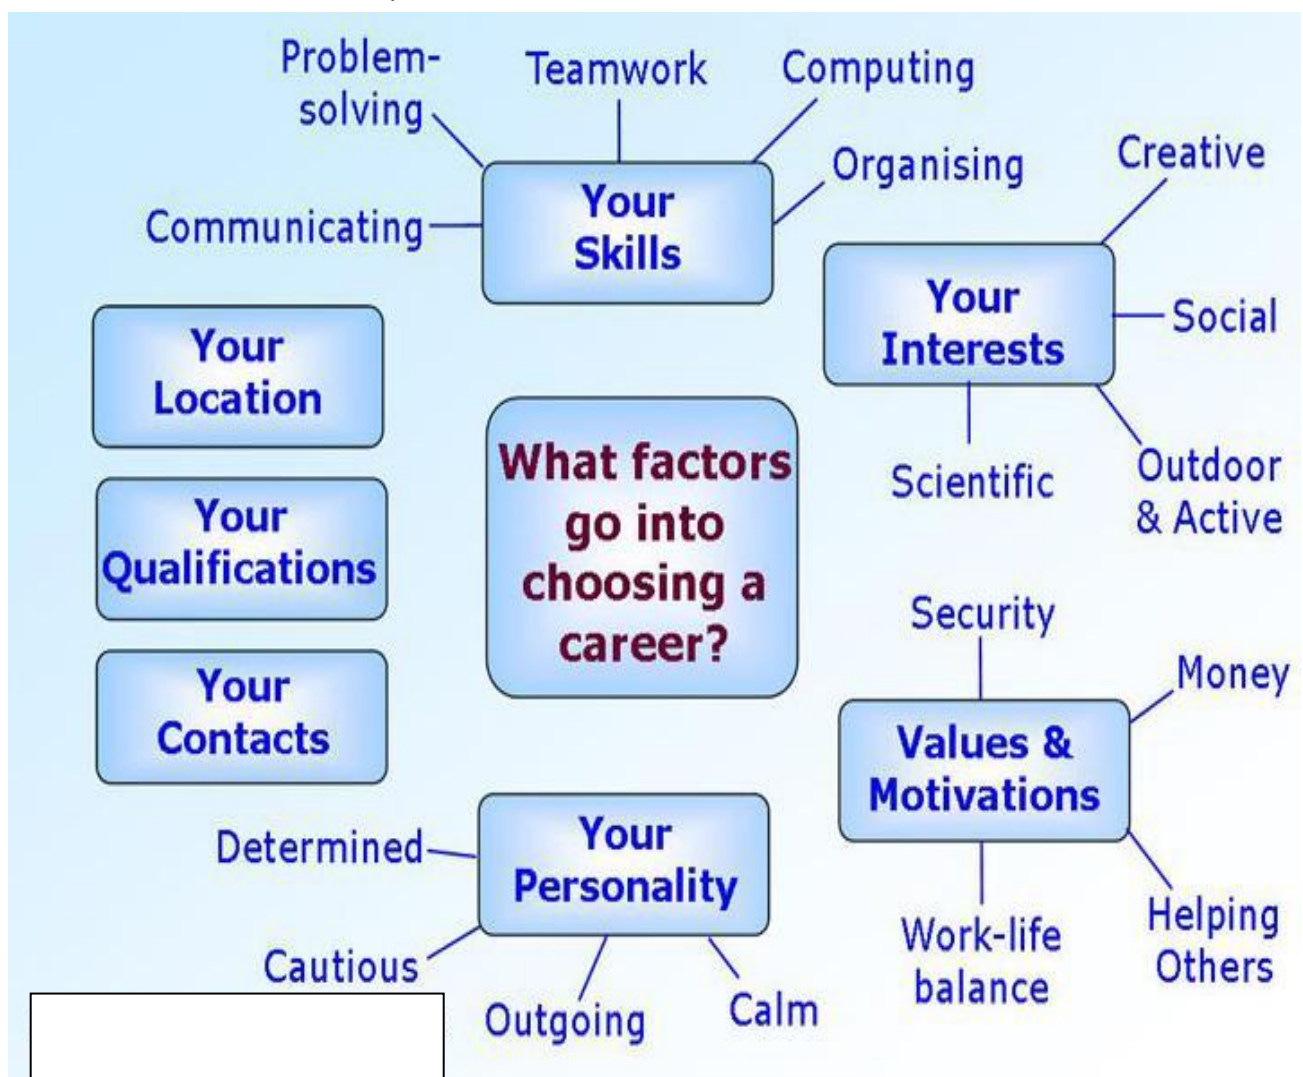 Problem-
solving
Teamwork
Computing
Organising
Communicating
Your
Skills
Creative
Social
Outdoor
& Active
Scientific
Your
Interests
Your
Location
Your
Qualifications
Your
Contacts
What factors
go into
choosing a
career?
Security
Money
Values &
Motivations
Helping
Others
Work-life
balance
Your
Personality
Determined
Cautious
Outgoing
Calm